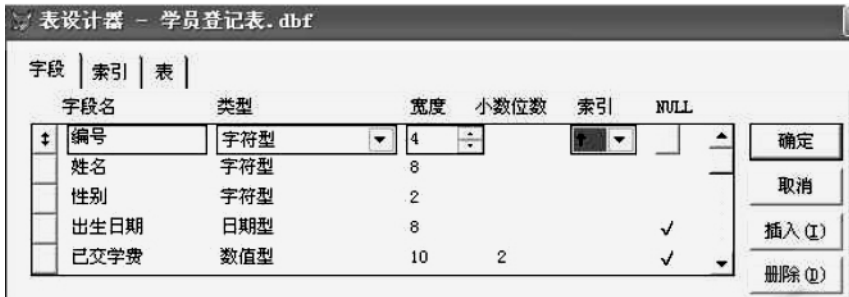 表设计器 - 学员登记表.dbf
字段 索引 表
字段名 类型 宽度 小数位数 索引 NULL
编号 字符型 4 ↑ 确定
姓名 字符型 8
性别 字符型 2 取消
出生日期 日期型 8 √ 插入(I)
已交学费 数值型 10 2 √
删除(D)